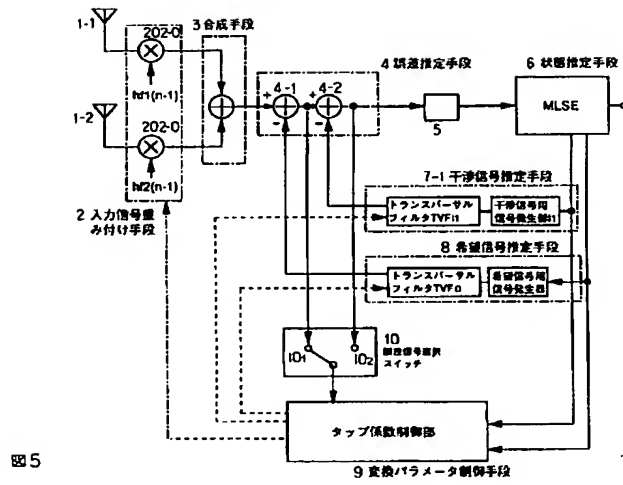 1-1
202-0
hf1(n-1)
1-2
202-0
hf2(n-1)
2 入力信号重
み付け手段
3 合成手段
+
4-1
+
4-2
-
-
4 誤差推定手段
5
6 状態推定手段
MLSE
7-1 干渉信号推定手段
トランスバーサル
フィルタTVFI1
干渉信号用
信号発生部I1
8 希望信号推定手段
トランスバーサル
フィルタTVF0
希望信号用
信号発生器
10
誤差信号選択
スイッチ
10₁
10₂
タップ係数制御部
9 変換パラメータ制御手段
図5